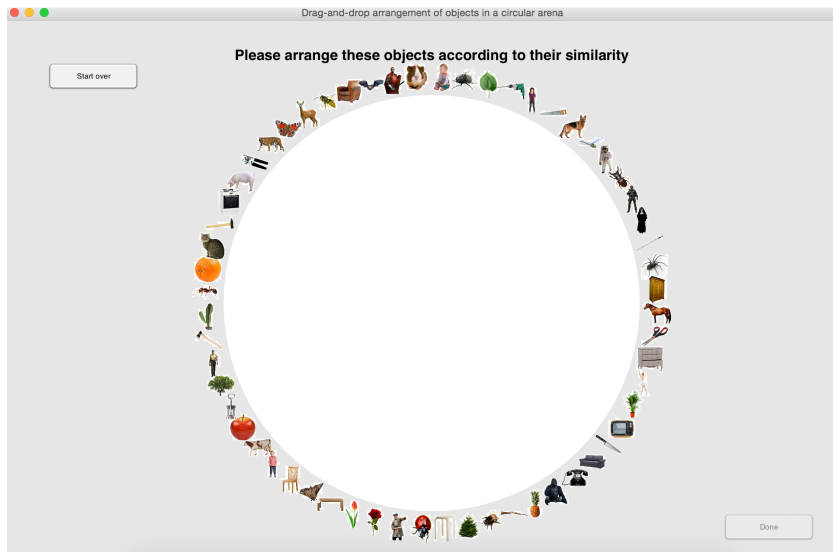 Drag-and-drop arrangement of objects in a circular arena
Please arrange these objects according to their similarity
Start over
Done